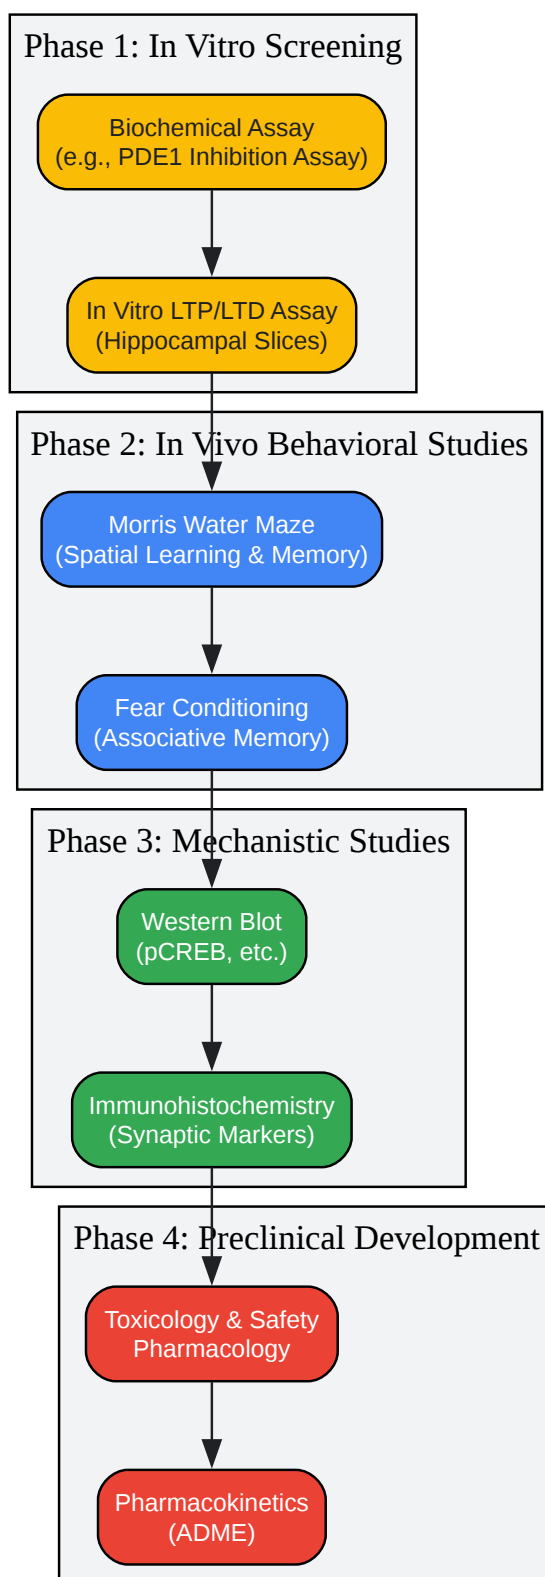 Phase 1: In Vitro Screening
Biochemical Assay
(e.g., PDE1 Inhibition Assay)
In Vitro LTP/LTD Assay
(Hippocampal Slices)
Phase 2: In Vivo Behavioral Studies
Morris Water Maze
(Spatial Learning & Memory)
Fear Conditioning
(Associative Memory)
Phase 3: Mechanistic Studies
Western Blot
(pCREB, etc.)
Immunohistochemistry
(Synaptic Markers)
Phase 4: Preclinical Development
Toxicology & Safety
Pharmacology
Pharmacokinetics
(ADME)